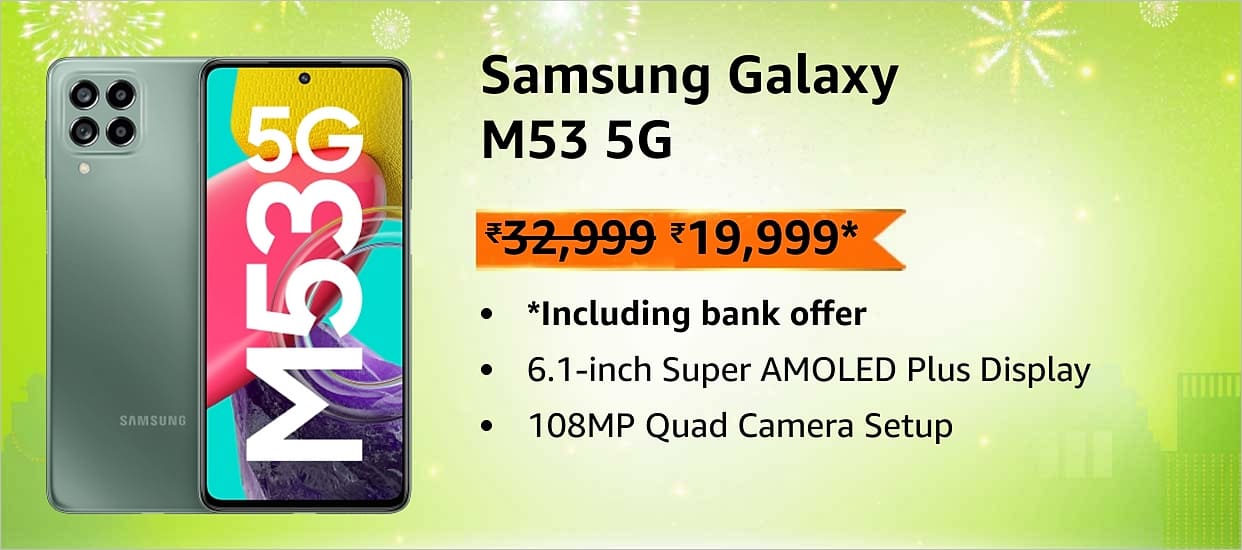 SAMSUNG
M53 5G
Samsung Galaxy
M53 5G
₹32,999 ₹19,999*
• *Including bank offer
• 6.1-inch Super AMOLED Plus Display
• 108MP Quad Camera Setup